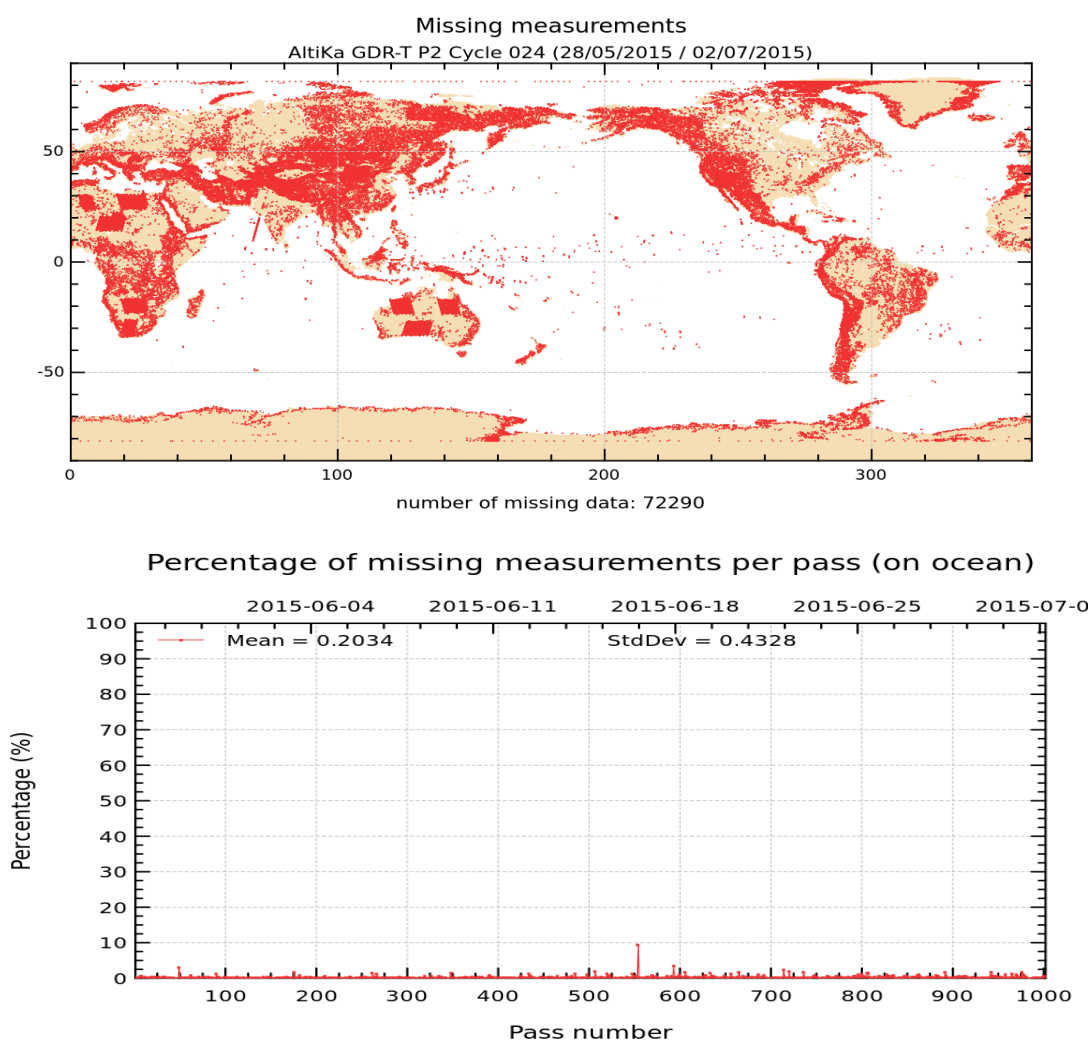 Missing measurements
AltiKa GDR-T P2 Cycle 024 (28/05/2015 / 02/07/2015)
50
0
-50
0 100 200 300
number of missing data: 72290
Percentage of missing measurements per pass (on ocean)
2015-06-04 2015-06-11 2015-06-18 2015-06-25 2015-07-0
Mean = 0.2034 StdDev = 0.4328
100
90
80
70
60
50
40
30
20
10
0
Percentage (%)
100 200 300 400 500 600 700 800 900 1000
Pass number